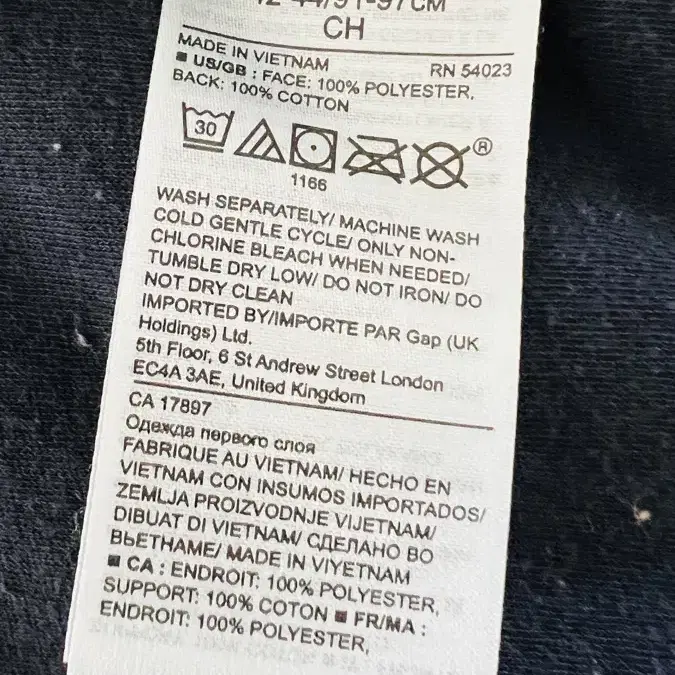 CH
MADE IN VIETNAM RN 54023
■ US/GB : FACE: 100% POLYESTER,
BACK: 100% COTTON
30
®
1166
WASH SEPARATELY/ MACHINE WASH
COLD GENTLE CYCLE/ ONLY NON-
CHLORINE BLEACH WHEN NEEDED/
TUMBLE DRY LOW/ DO NOT IRON/ DO
NOT DRY CLEAN
IMPORTED BY/IMPORTE PAR Gap (UK
Holdings) Ltd.
5th Floor, 6 St Andrew Street London
EC4A 3AE, United Kingdom
CA 17897
Одежда первого слоя
FABRIQUE AU VIETNAM/ HECHO EN
VIETNAM CON INSUMOS IMPORTADOS/
ZEMLJA PROIZVODNJE VIJETNAM/
DIBUAT DI VIETNAM/ СДЕЛАНО ВО
ВЬЕТНАМЕ/ MADE IN VIYETNAM
■ CA : ENDROIT: 100% POLYESTER,
SUPPORT: 100% COTON ■ FR/MA :
ENDROIT: 100% POLYESTER,